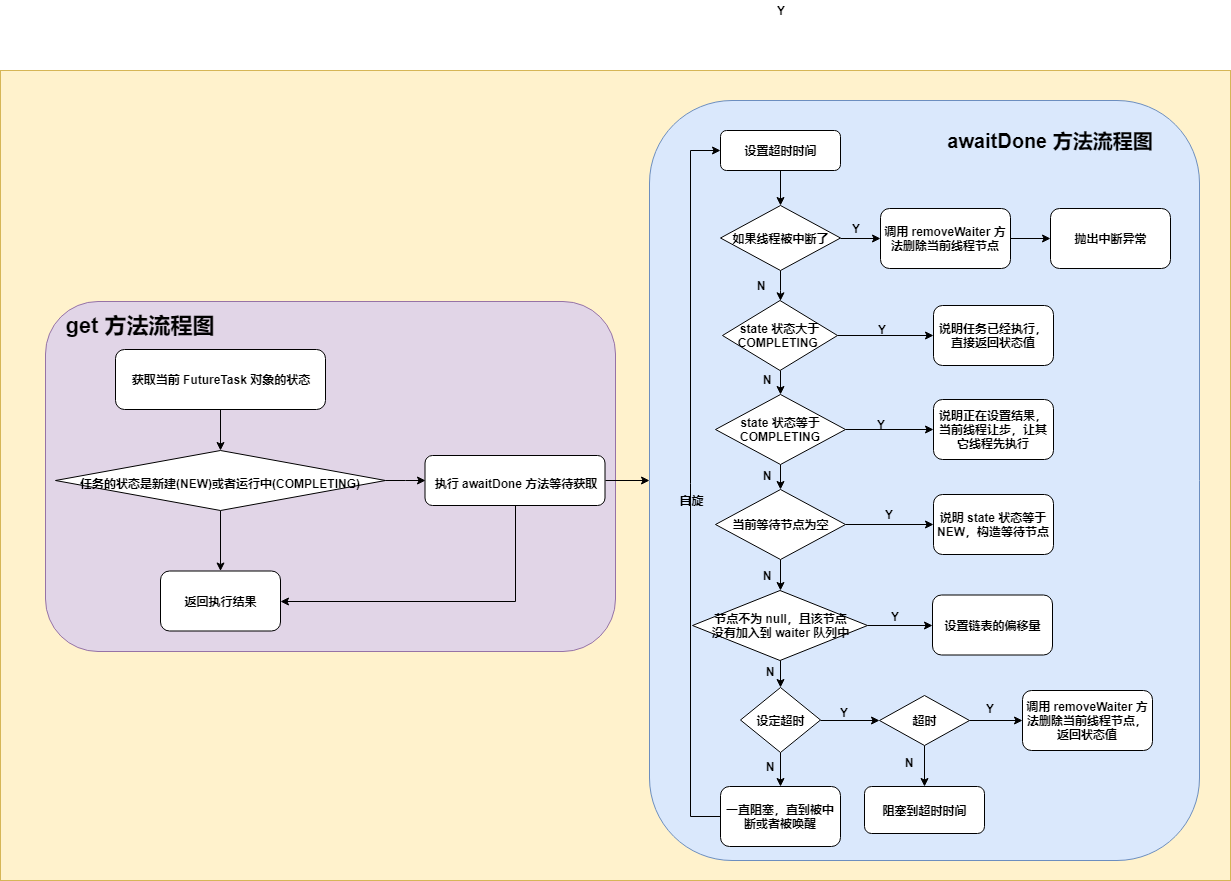 Y
get 方法流程图
获取当前 FutureTask 对象的状态
任务的状态是新建(NEW)或者运行中(COMPLETING)
执行 awaitDone 方法等待获取
返回执行结果
awaitDone 方法流程图
设置超时时间
如果线程被中断了
Y
调用 removeWaiter 方
法删除当前线程节点
抛出中断异常
N
state 状态大于
COMPLETING
Y
说明任务已经执行，
直接返回状态值
N
state 状态等于
COMPLETING
Y
说明正在设置结果，
当前线程让步，让其
它线程先执行
N
自旋
当前等待节点为空
Y
说明 state 状态等于
NEW，构造等待节点
N
节点不为 null，且该节点
没有加入到 waiter 队列中
Y
设置链表的偏移量
N
设定超时
Y
超时
Y
调用 removeWaiter 方
法删除当前线程节点，
返回状态值
N
N
一直阻塞，直到被中
断或者被唤醒
阻塞到超时时间